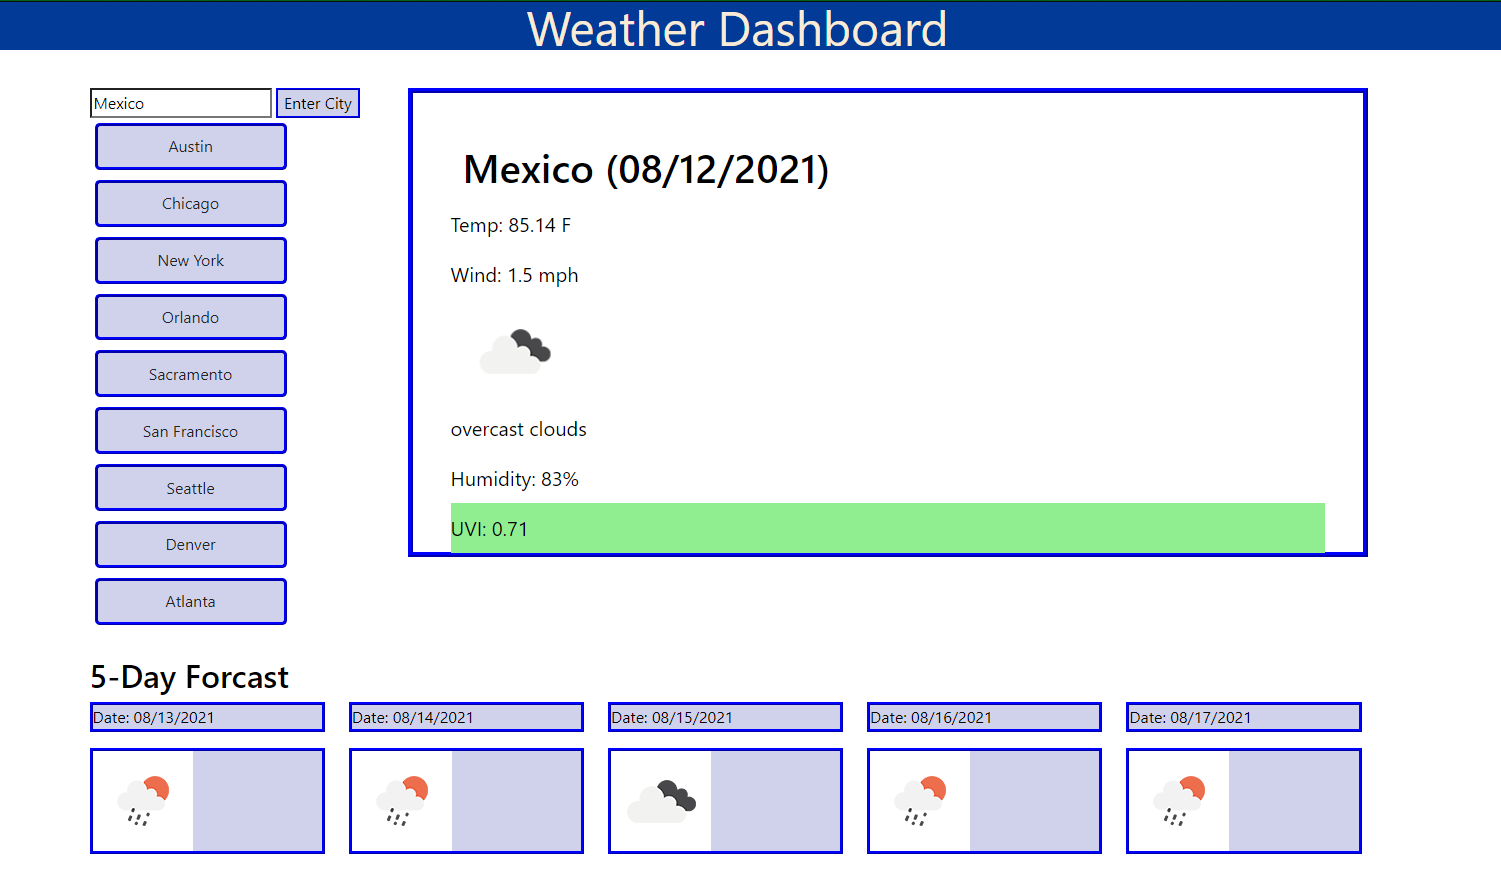 Weather Dashboard
Mexico
Enter City
Austin
Chicago
New York
Orlando
Sacramento
San Francisco
Seattle
Denver
Atlanta
Mexico (08/12/2021)
Temp: 85.14 F
Wind: 1.5 mph
overcast clouds
Humidity: 83%
UVI: 0.71
5-Day Forcast
Date: 08/13/2021
Date: 08/14/2021
Date: 08/15/2021
Date: 08/16/2021
Date: 08/17/2021